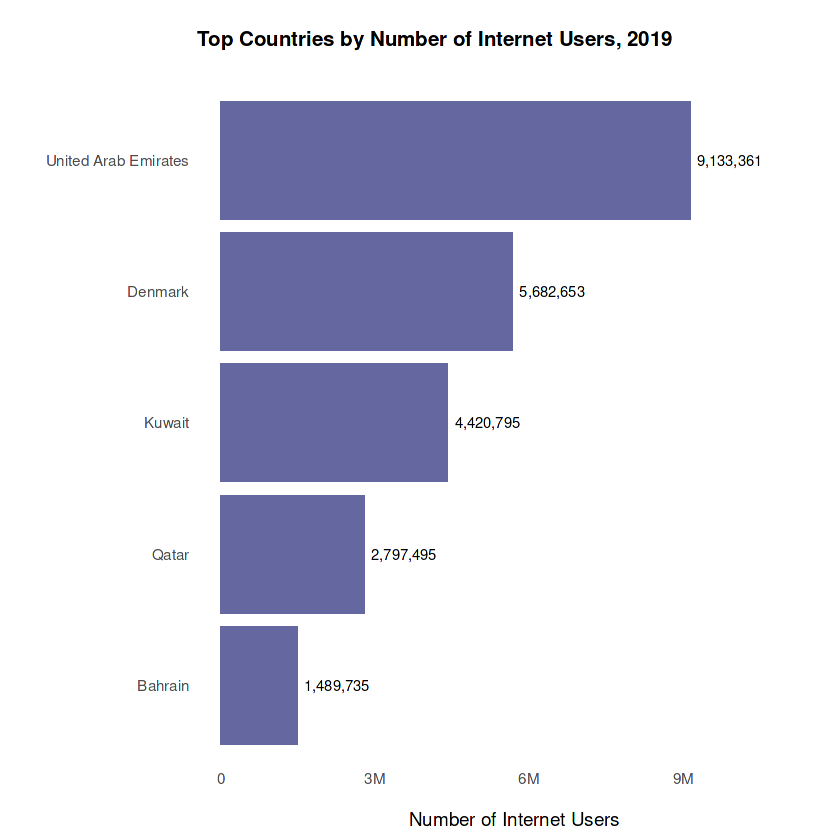 Top Countries by Number of Internet Users, 2019
United Arab Emirates
9,133,361
Denmark
5,682,653
Kuwait
4,420,795
Qatar
2,797,495
Bahrain
1,489,735
0
3M
6M
9M
Number of Internet Users